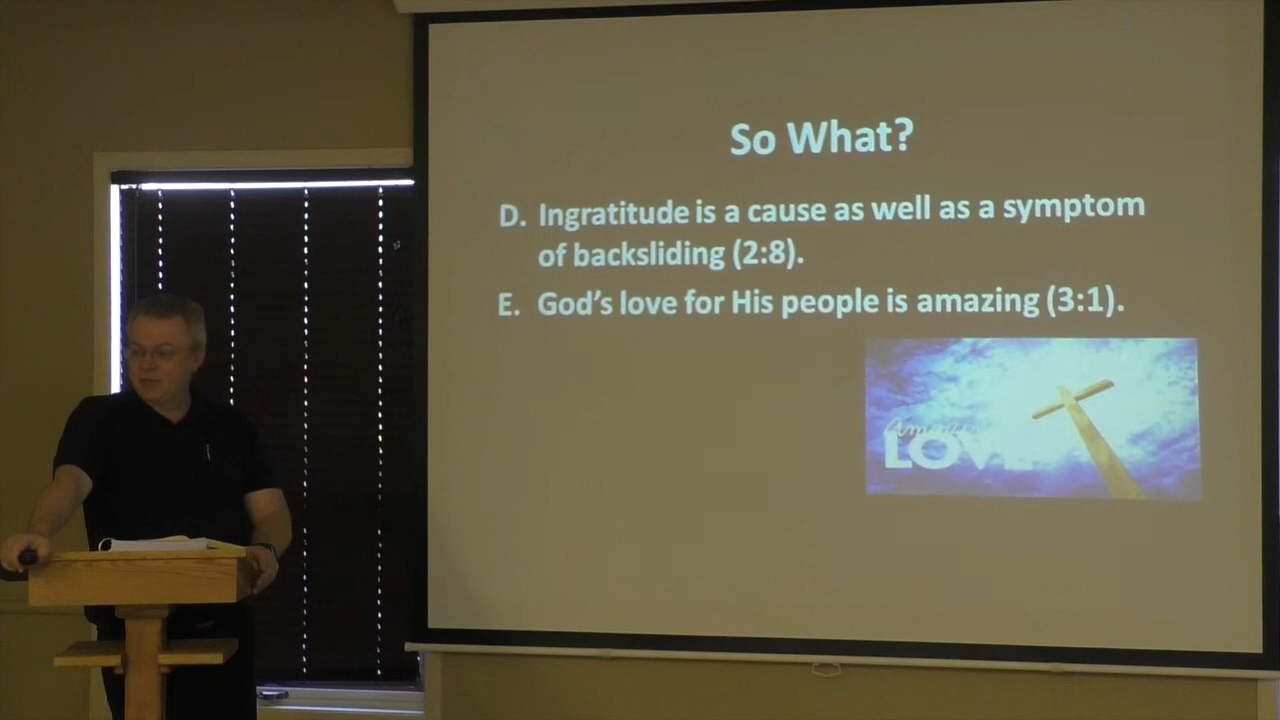 So What?
D. Ingratitude is a cause as well as a symptom
of backsliding (2:8).
E. God's love for His people is amazing (3:1).
LOVE